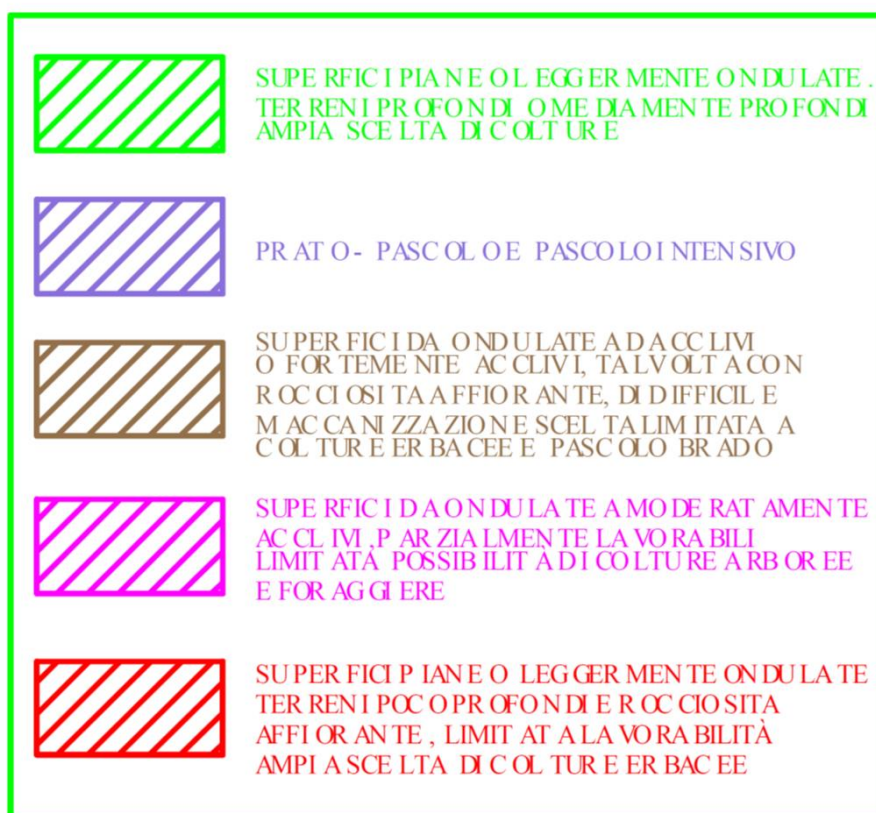 SUPERFICI PIANE O LEGGERMENTE ONDULATE.
TERRENI PROFONDI O MEDIAMENTE PROFONDI
AMPIA SCELTA DI COLTURE
PRATO- PASCOLO E PASCOLO INTENSIVO
SUPERFICI DA ONDULATE AD ACCLIVI
O FORTEMENTE ACCLIVI, TALVOLTA CON
ROCCIOSITA AFFIORANTE, DI DIFFICILE
MACCANIZZAZIONE SCELTA LIMITATA A
COLTURE ERBACEE E PASCOLO BRADO
SUPERFICI DA ONDULATE A MODERATAMENTE
ACCLIVI, PARZIALMENTE LAVORABILI
LIMITATA POSSIBILITÀ DI COLTURE ARBOREE
E FORAGGIERE
SUPERFICI PIANE O LEGGERMENTE ONDULATE
TERRENI POCO PROFONDI E ROCCIOSITA
AFFIORANTE, LIMITATA LAVORABILITÀ
AMPIA SCELTA DI COLTURE ERBACEE